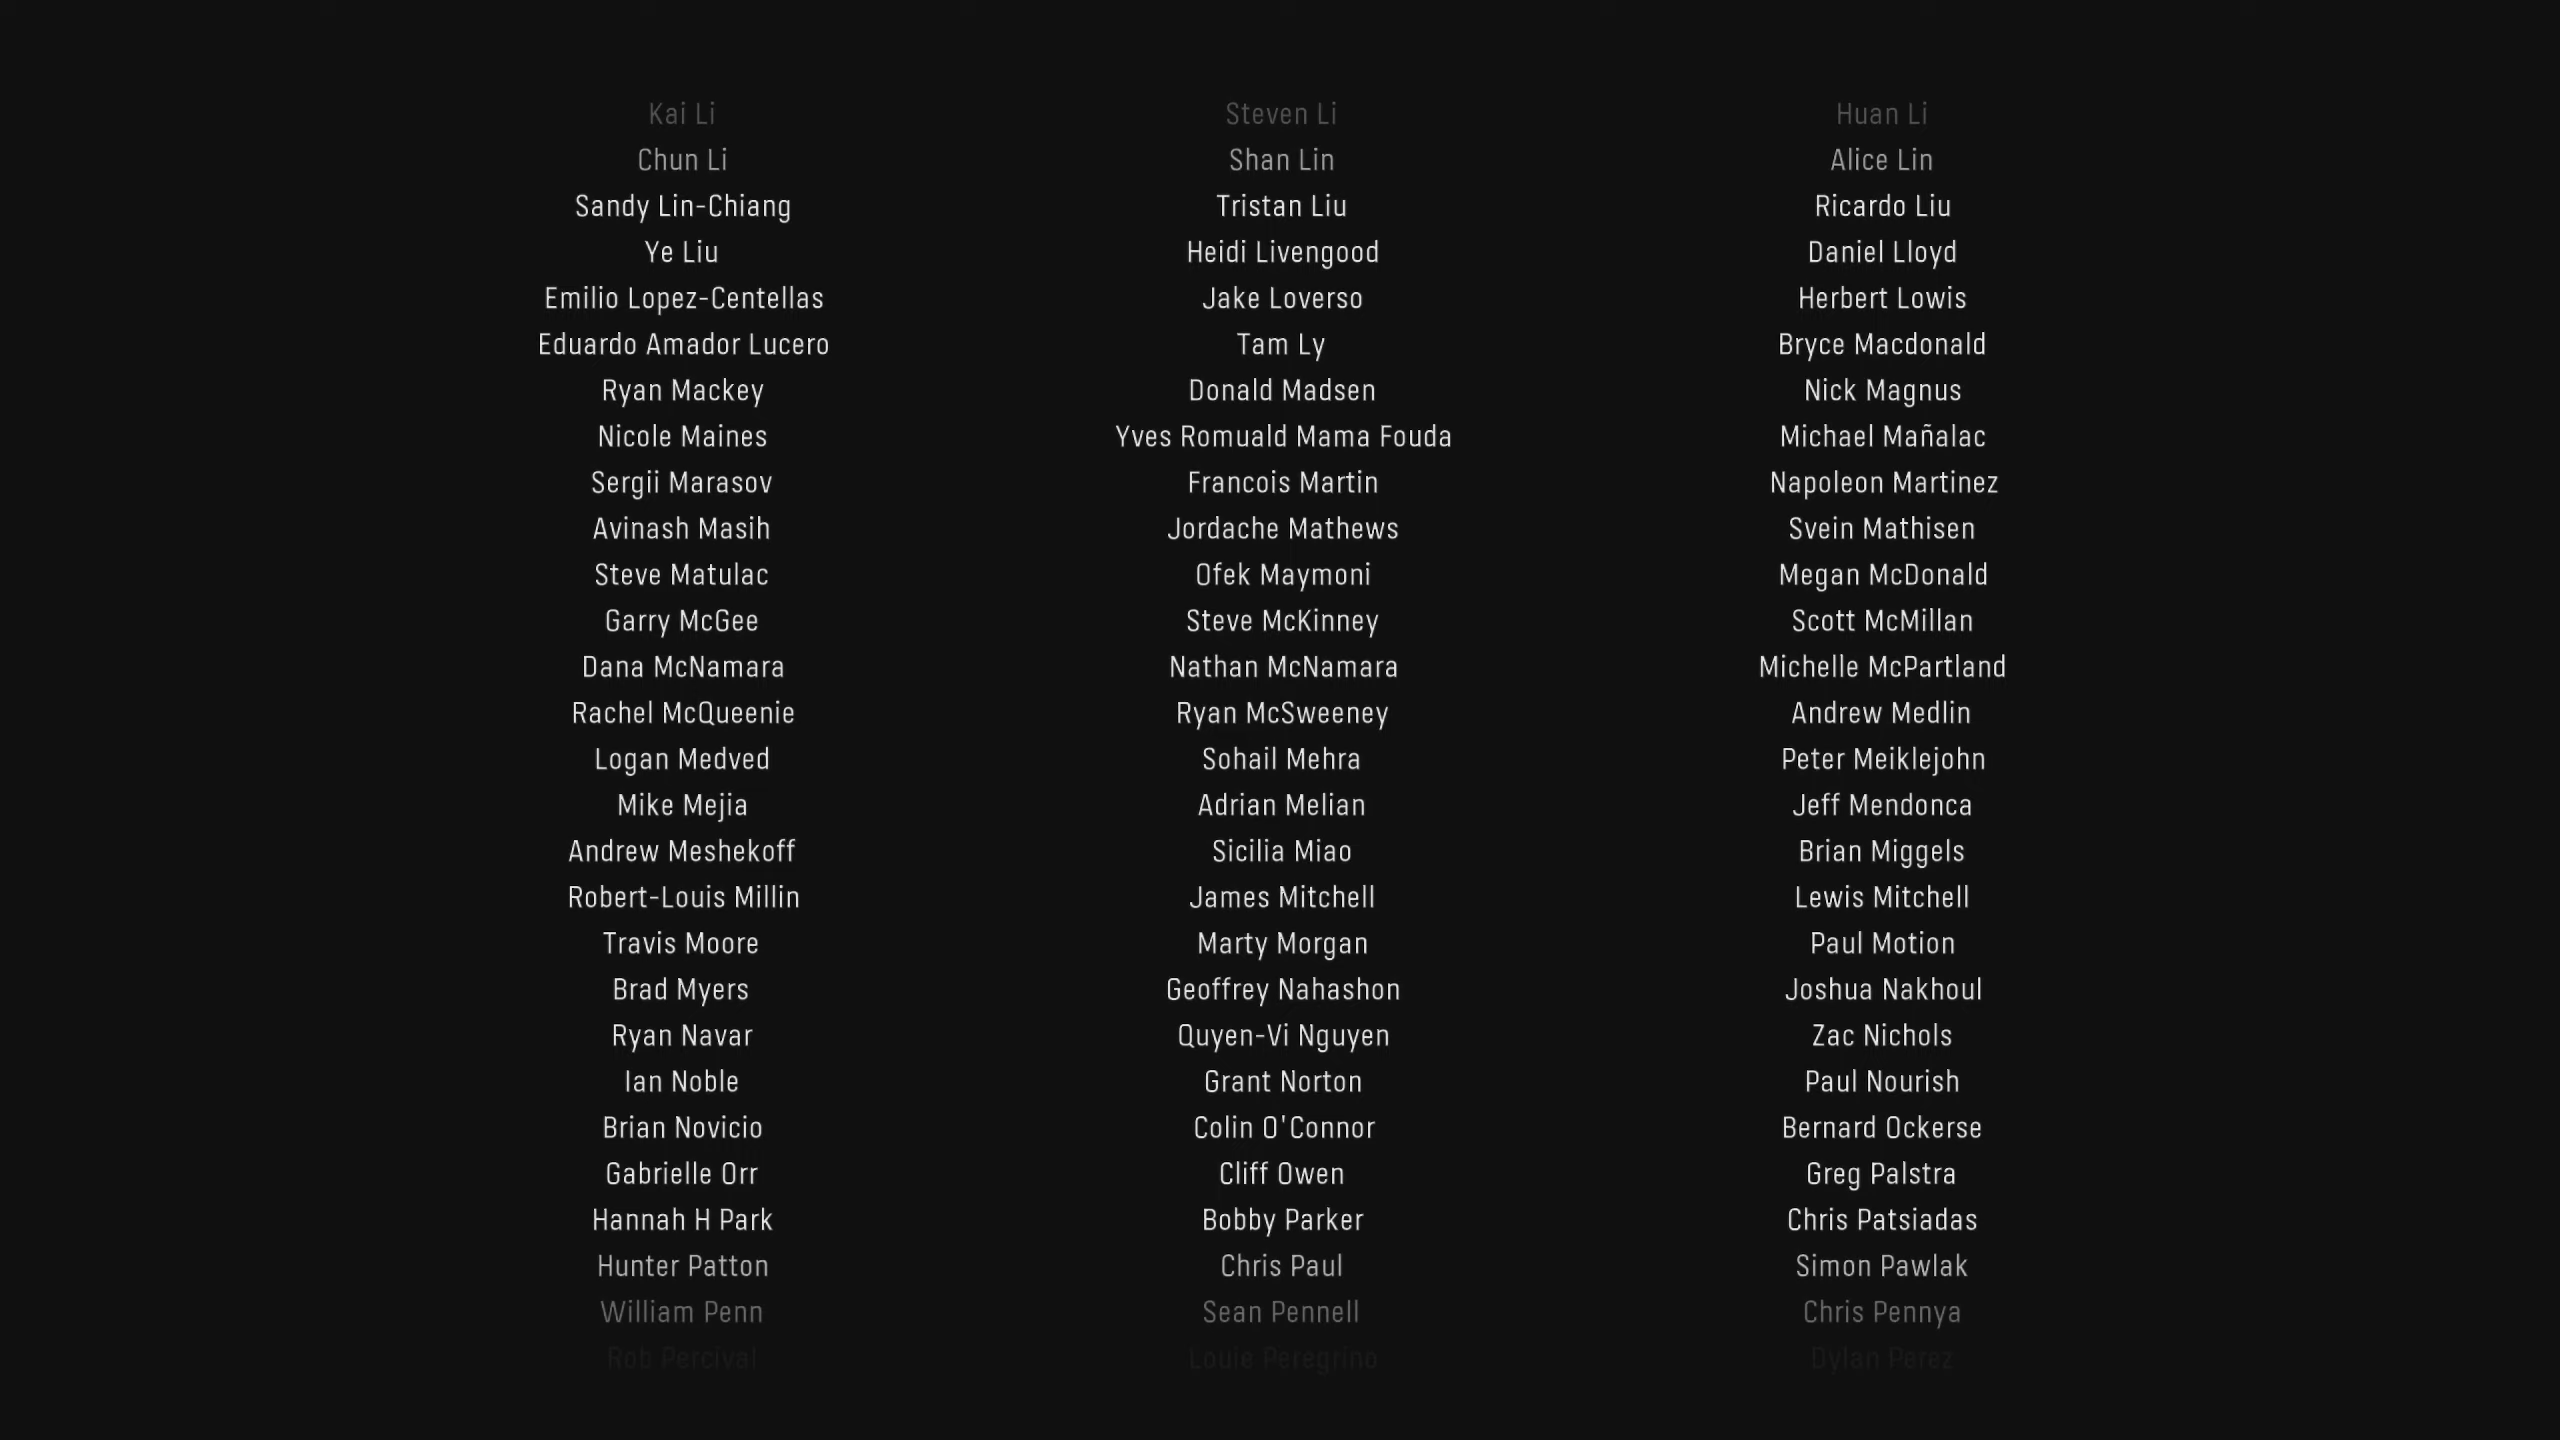 Kai Li Steven Li Huan Li
Chun Li Shan Lin Alice Lin
Sandy Lin-Chiang Tristan Liu Ricardo Liu
Ye Liu Heidi Livengood Daniel Lloyd
Emilio Lopez-Centellas Jake Loverso Herbert Lowis
Eduardo Amador Lucero Tam Ly Bryce Macdonald
Ryan Mackey Donald Madsen Nick Magnus
Nicole Maines Yves Romuald Mama Fouda Michael Mañalac
Sergii Marasov Francois Martin Napoleon Martinez
Avinash Masih Jordache Mathews Svein Mathisen
Steve Matulac Ofek Maymoni Megan McDonald
Garry McGee Steve McKinney Scott McMillan
Dana McNamara Nathan McNamara Michelle McPartland
Rachel McQueenie Ryan McSweeney Andrew Medlin
Logan Medved Sohail Mehra Peter Meiklejohn
Mike Mejia Adrian Melian Jeff Mendonca
Andrew Meshekoff Sicilia Miao Brian Miggels
Robert-Louis Millin James Mitchell Lewis Mitchell
Travis Moore Marty Morgan Paul Motion
Brad Myers Geoffrey Nahashon Joshua Nakhoul
Ryan Navar Quyen-Vi Nguyen Zac Nichols
Ian Noble Grant Norton Paul Nourish
Brian Novicio Colin O'Connor Bernard Ockerse
Gabrielle Orr Cliff Owen Greg Palstra
Hannah H Park Bobby Parker Chris Patsiadas
Hunter Patton Chris Paul Simon Pawlak
William Penn Sean Pennell Chris Pennya
Rob Percival Louie Peregrino Dylan Perez